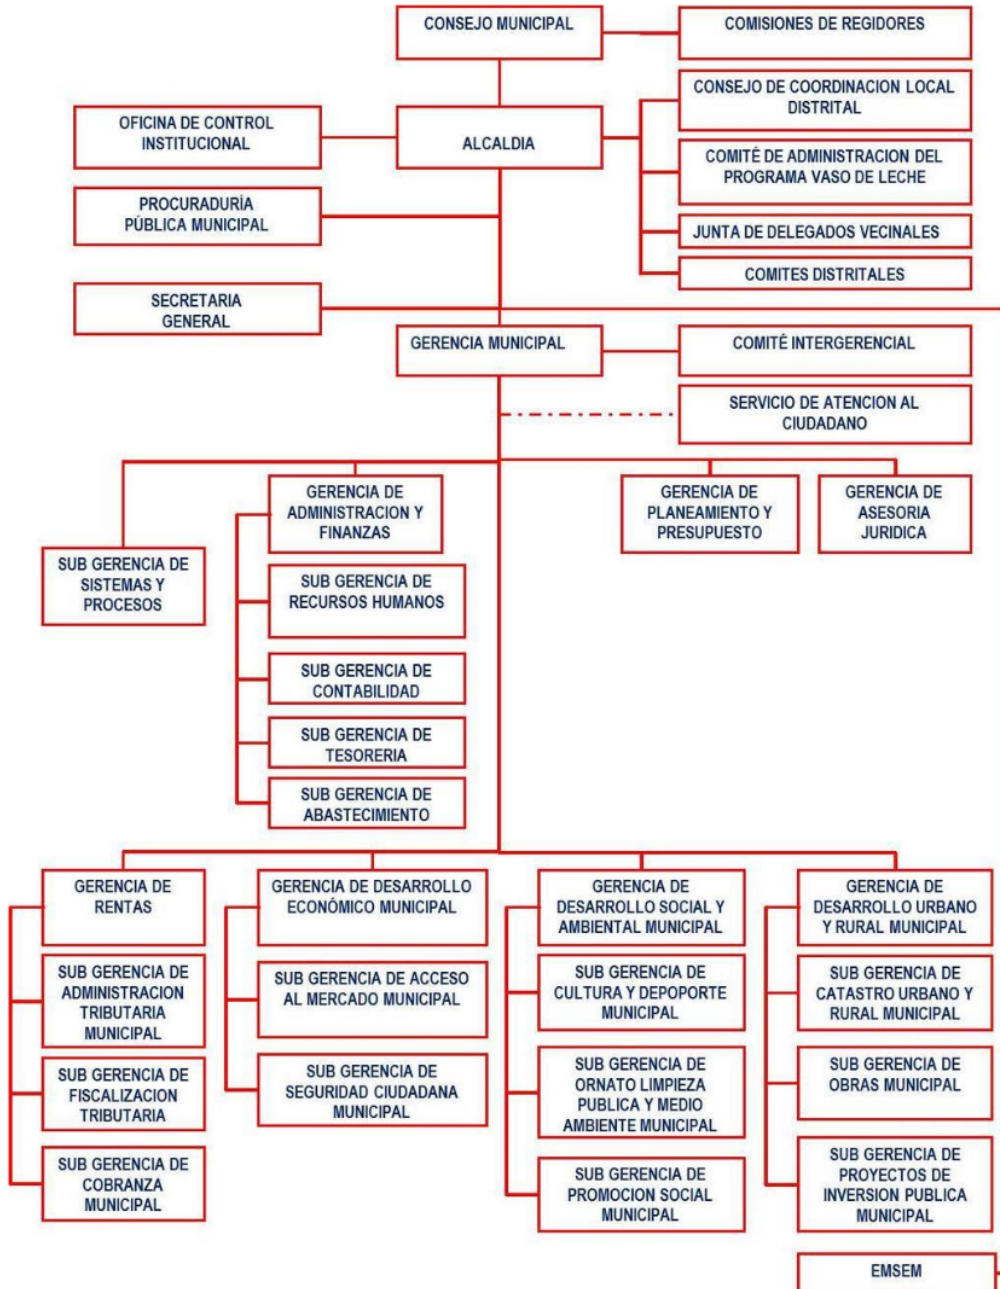 CONSEJO MUNICIPAL
COMISIONES DE REGIDORES
CONSEJO DE COORDINACION LOCAL
DISTRITAL
OFICINA DE CONTROL
INSTITUCIONAL
ALCALDIA
COMITÉ DE ADMINISTRACION DEL
PROGRAMA VASO DE LECHE
PROCURADURÍA
PÚBLICA MUNICIPAL
JUNTA DE DELEGADOS VECINALES
COMITES DISTRITALES
SECRETARIA
GENERAL
GERENCIA MUNICIPAL
COMITÉ INTERGERENCIAL
SERVICIO DE ATENCION AL
CIUDADANO
GERENCIA DE
ADMINISTRACION Y
FINANZAS
GERENCIA DE
PLANEAMIENTO Y
PRESUPUESTO
GERENCIA DE
ASESORIA
JURIDICA
SUB GERENCIA DE
SISTEMAS Y
PROCESOS
SUB GERENCIA DE
RECURSOS HUMANOS
SUB GERENCIA DE
CONTABILIDAD
SUB GERENCIA DE
TESORERIA
SUB GERENCIA DE
ABASTECIMIENTO
GERENCIA DE
RENTAS
SUB GERENCIA DE
ADMINISTRACION
TRIBUTARIA
MUNICIPAL
SUB GERENCIA DE
FISCALIZACION
TRIBUTARIA
SUB GERENCIA DE
COBRANZA
MUNICIPAL
GERENCIA DE DESARROLLO
ECONÓMICO MUNICIPAL
SUB GERENCIA DE ACCESO
AL MERCADO MUNICIPAL
SUB GERENCIA DE
SEGURIDAD CIUDADANA
MUNICIPAL
GERENCIA DE
DESARROLLO SOCIAL Y
AMBIENTAL MUNICIPAL
SUB GERENCIA DE
CULTURA Y DEPOPORTE
MUNICIPAL
SUB GERENCIA DE
ORNATO LIMPIEZA
PUBLICA Y MEDIO
AMBIENTE MUNICIPAL
SUB GERENCIA DE
PROMOCION SOCIAL
MUNICIPAL
GERENCIA DE
DESARROLLO URBANO
Y RURAL MUNICIPAL
SUB GERENCIA DE
CATASTRO URBANO Y
RURAL MUNICIPAL
SUB GERENCIA DE
OBRAS MUNICIPAL
SUB GERENCIA DE
PROYECTOS DE
INVERSION PUBLICA
MUNICIPAL
EMSEM